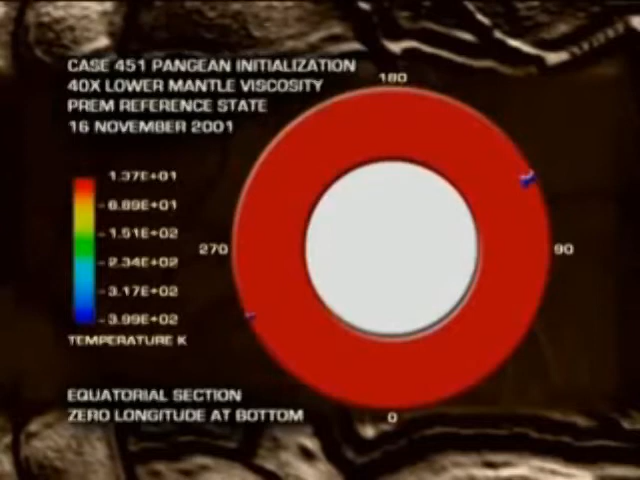 CASE 451 PANGEAN INITIALIZATION
40X LOWER MANTLE VISCOSITY
PREM REFERENCE STATE
16 NOVEMBER 2001
180
1.37E+01
-6.89E+01
-1.51E+02
-2.34E+02
-3.17E+02
-3.99E+02
TEMPERATURE K
270
90
EQUATORIAL SECTION
ZERO LONGITUDE AT BOTTOM
0